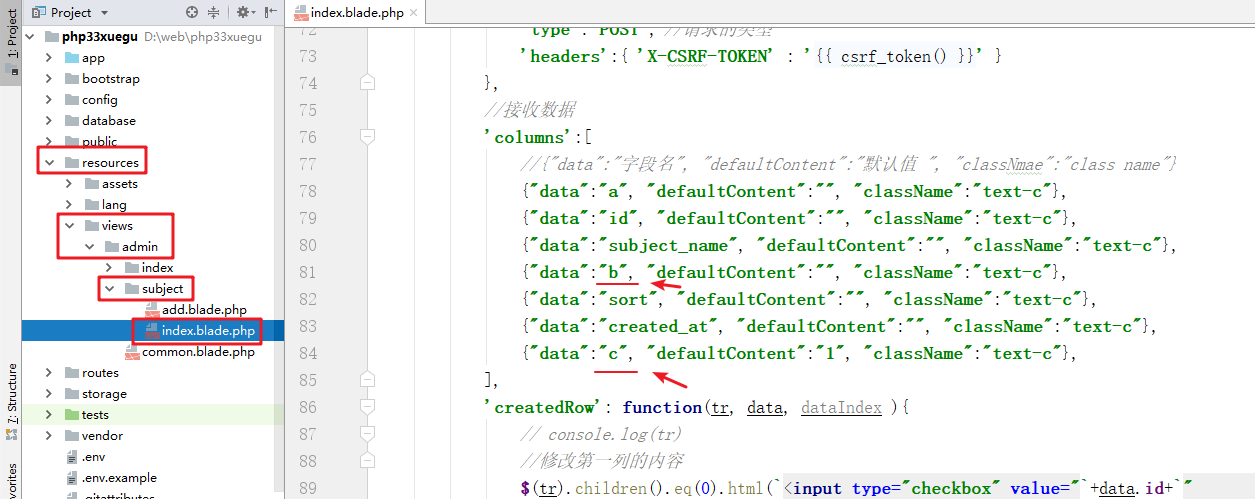 Project
index.blade.php
1: Project
7: Structure
vorites
php33xuegu D:\web\php33xuegu
app
bootstrap
config
database
public
resources
assets
lang
views
admin
index
subject
add.blade.php
index.blade.php
common.blade.php
routes
storage
tests
vendor
.env
.env.example
.gitattributes
72 'type': 'POST', //请求的类型
73 'headers':{ 'X-CSRF-TOKEN' : '{{ csrf_token() }}' }
74 },
75 //接收数据
76 'columns':[
77 //{"data":"字段名", "defaultContent":"默认值 ", "classNmae":"class name"}
78 {"data":"a", "defaultContent":"", "className":"text-c"},
79 {"data":"id", "defaultContent":"", "className":"text-c"},
80 {"data":"subject_name", "defaultContent":"", "className":"text-c"},
81 {"data":"b", "defaultContent":"", "className":"text-c"},
82 {"data":"sort", "defaultContent":"", "className":"text-c"},
83 {"data":"created_at", "defaultContent":"", "className":"text-c"},
84 {"data":"c", "defaultContent":"1", "className":"text-c"},
85 ],
86 'createdRow': function(tr, data, dataIndex ){
87 // console.log(tr)
88 //修改第一列的内容
89 $(tr).children().eq(0).html(`<input type="checkbox" value="`+data.id+`"